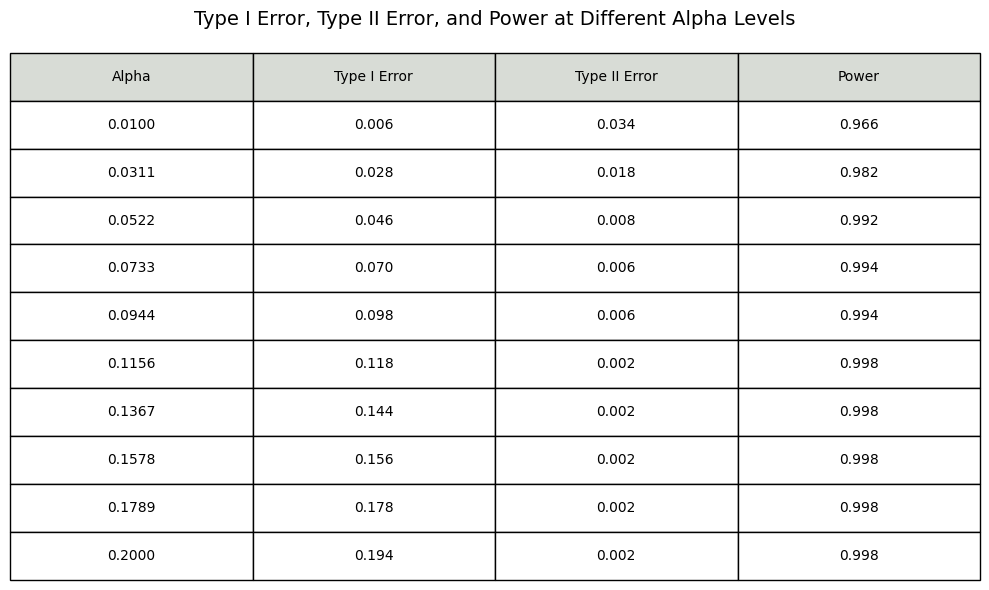 Type I Error, Type II Error, and Power at Different Alpha Levels
Alpha Type I Error Type II Error Power
0.0100 0.006 0.034 0.966
0.0311 0.028 0.018 0.982
0.0522 0.046 0.008 0.992
0.0733 0.070 0.006 0.994
0.0944 0.098 0.006 0.994
0.1156 0.118 0.002 0.998
0.1367 0.144 0.002 0.998
0.1578 0.156 0.002 0.998
0.1789 0.178 0.002 0.998
0.2000 0.194 0.002 0.998